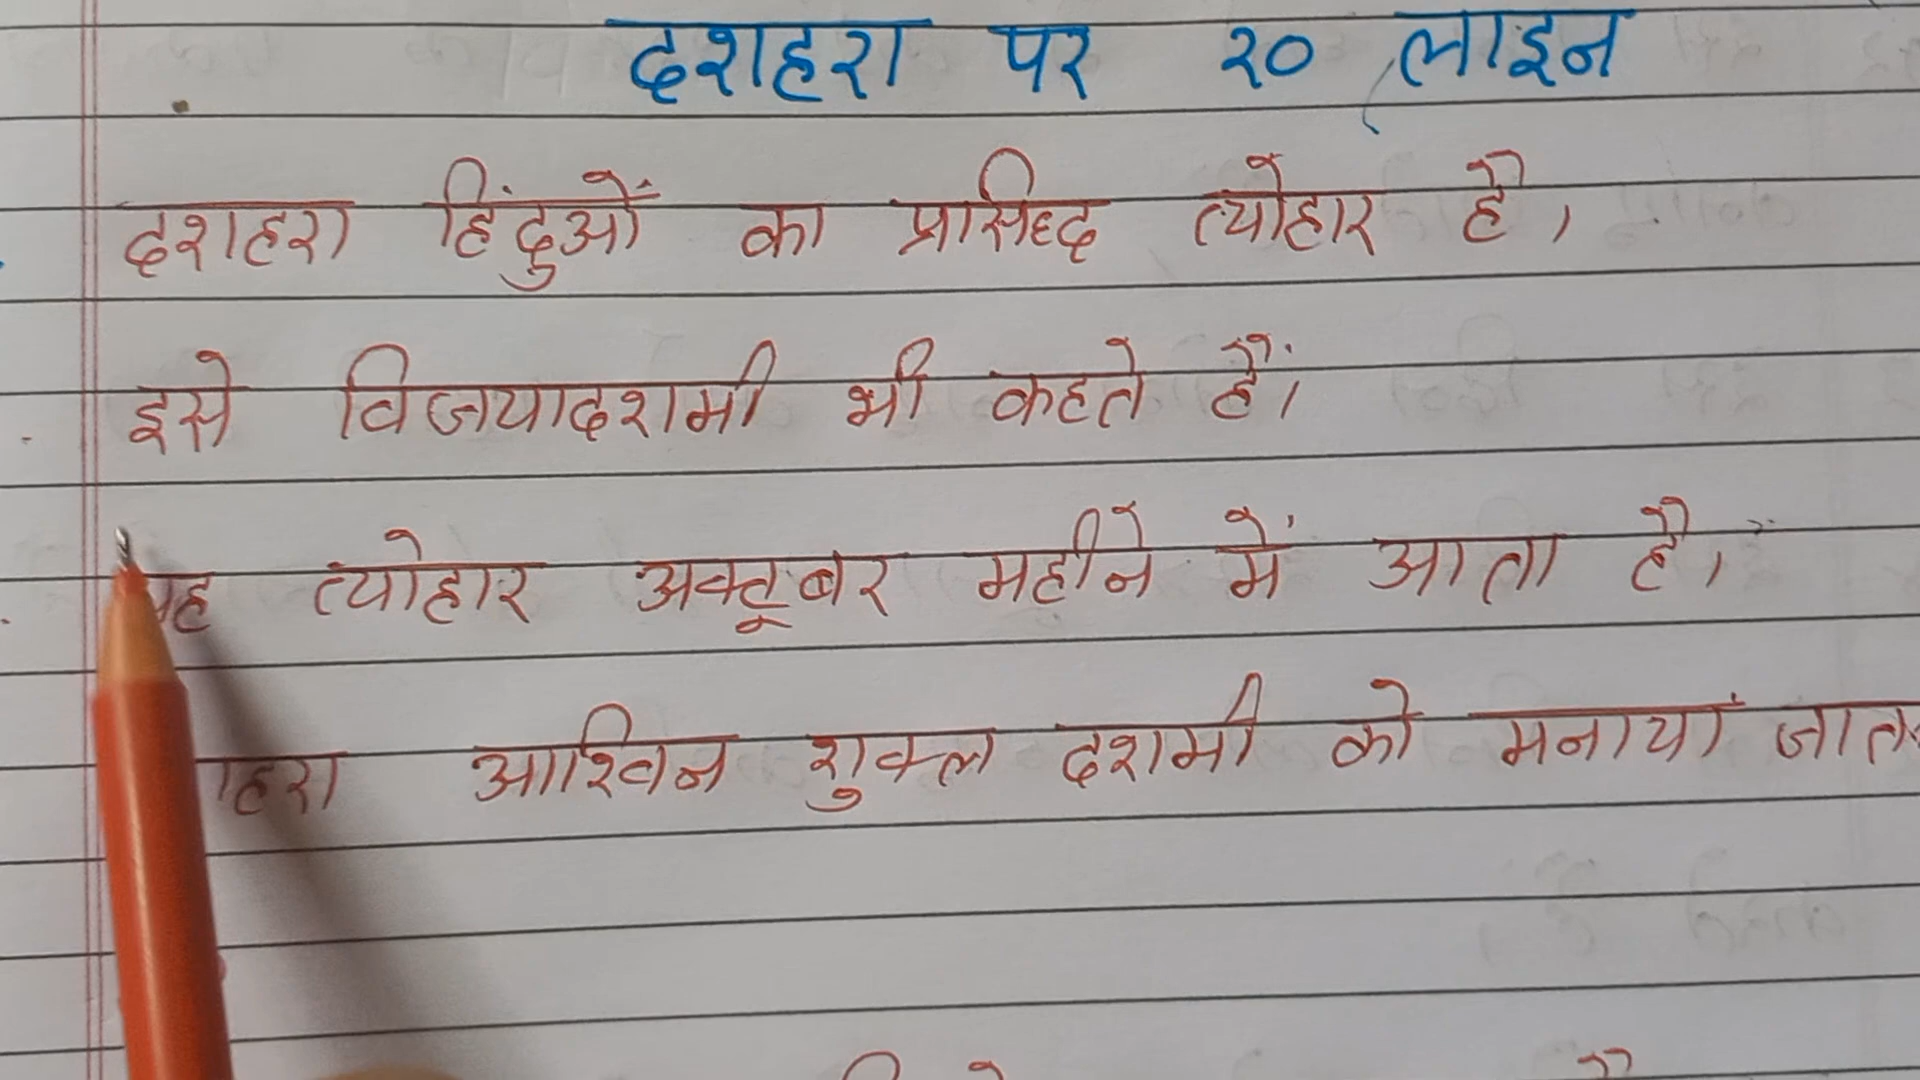 दशहरा पर २० लाइन
दशहरा हिंदुओं का प्रसिध्द त्योहार है।
इसे विजयादशमी भी कहते हैं।
त्योहार अक्टूबर महीने में आता है।
आश्विन शुक्ल दशमी को मनाया